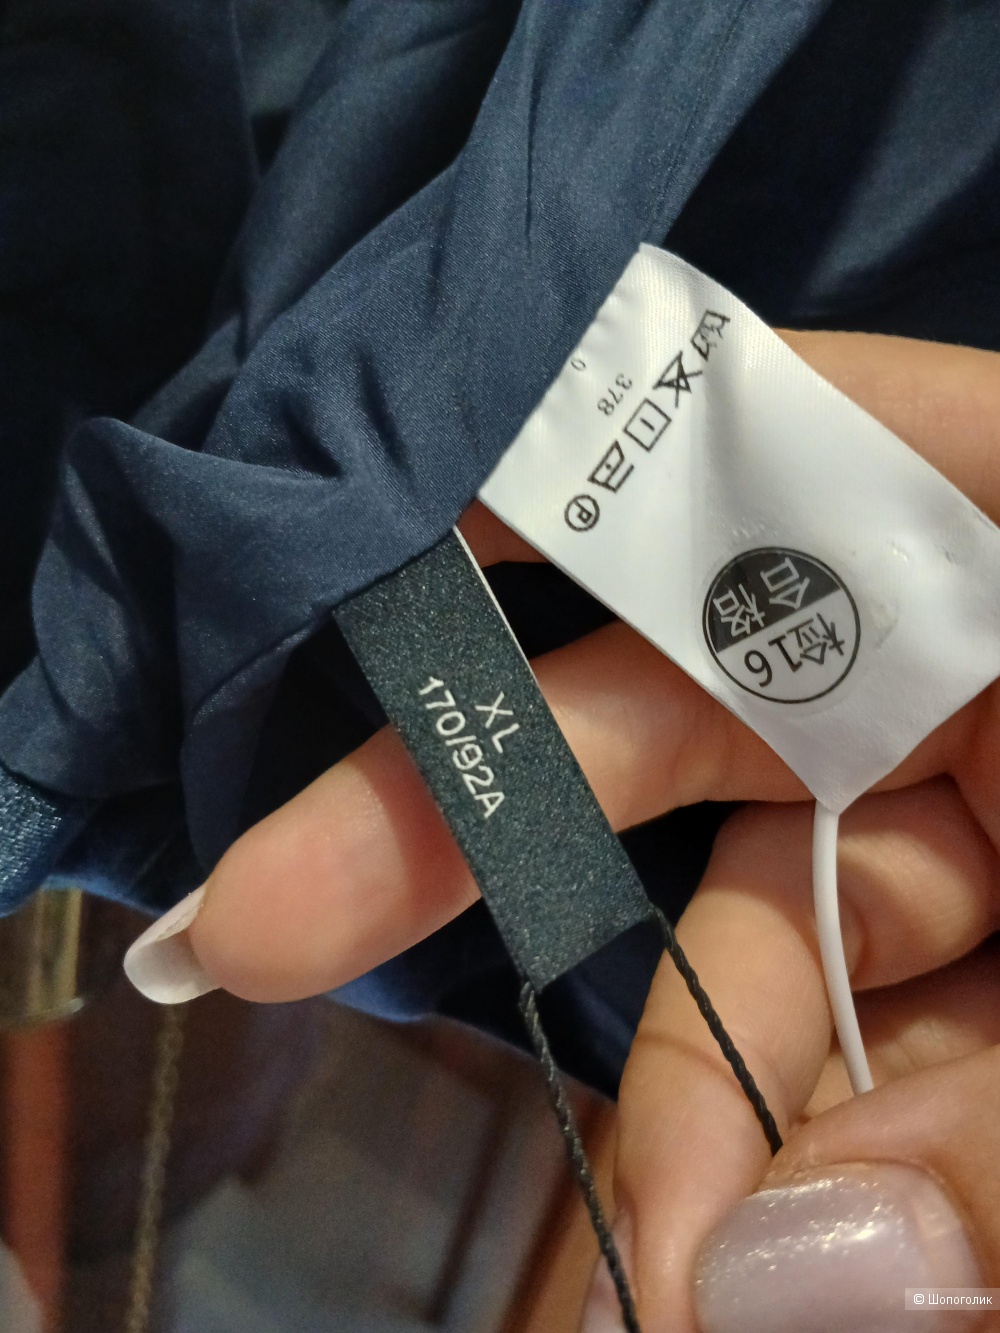 XL
170/92A
378
0
P
合格
检16
© Шопоголик